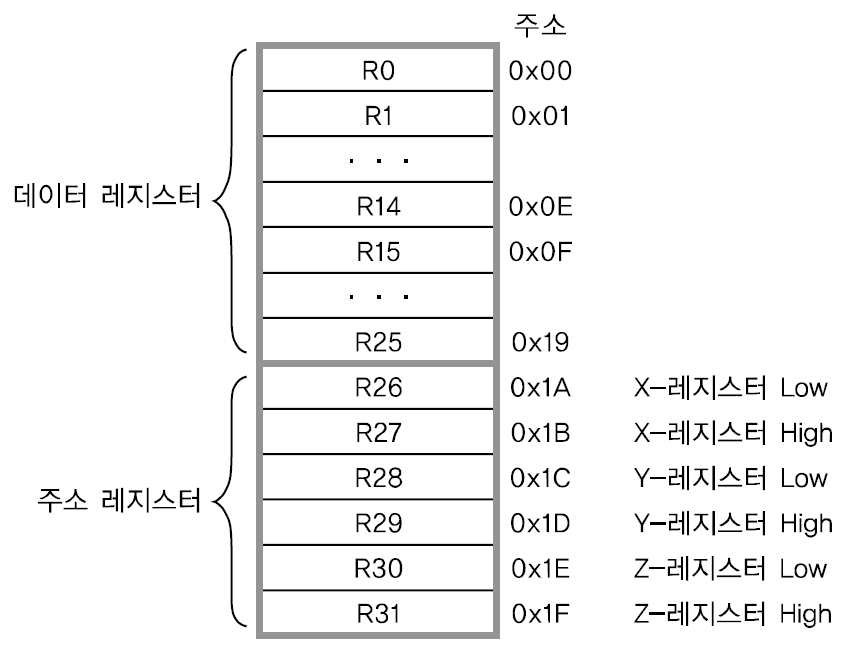 주소
R0 0x00
R1 0x01
. . .
데이터 레지스터
R14 0x0E
R15 0x0F
. . .
R25 0x19
R26 0x1A X-레지스터 Low
R27 0x1B X-레지스터 High
R28 0x1C Y-레지스터 Low
주소 레지스터
R29 0x1D Y-레지스터 High
R30 0x1E Z-레지스터 Low
R31 0x1F Z-레지스터 High